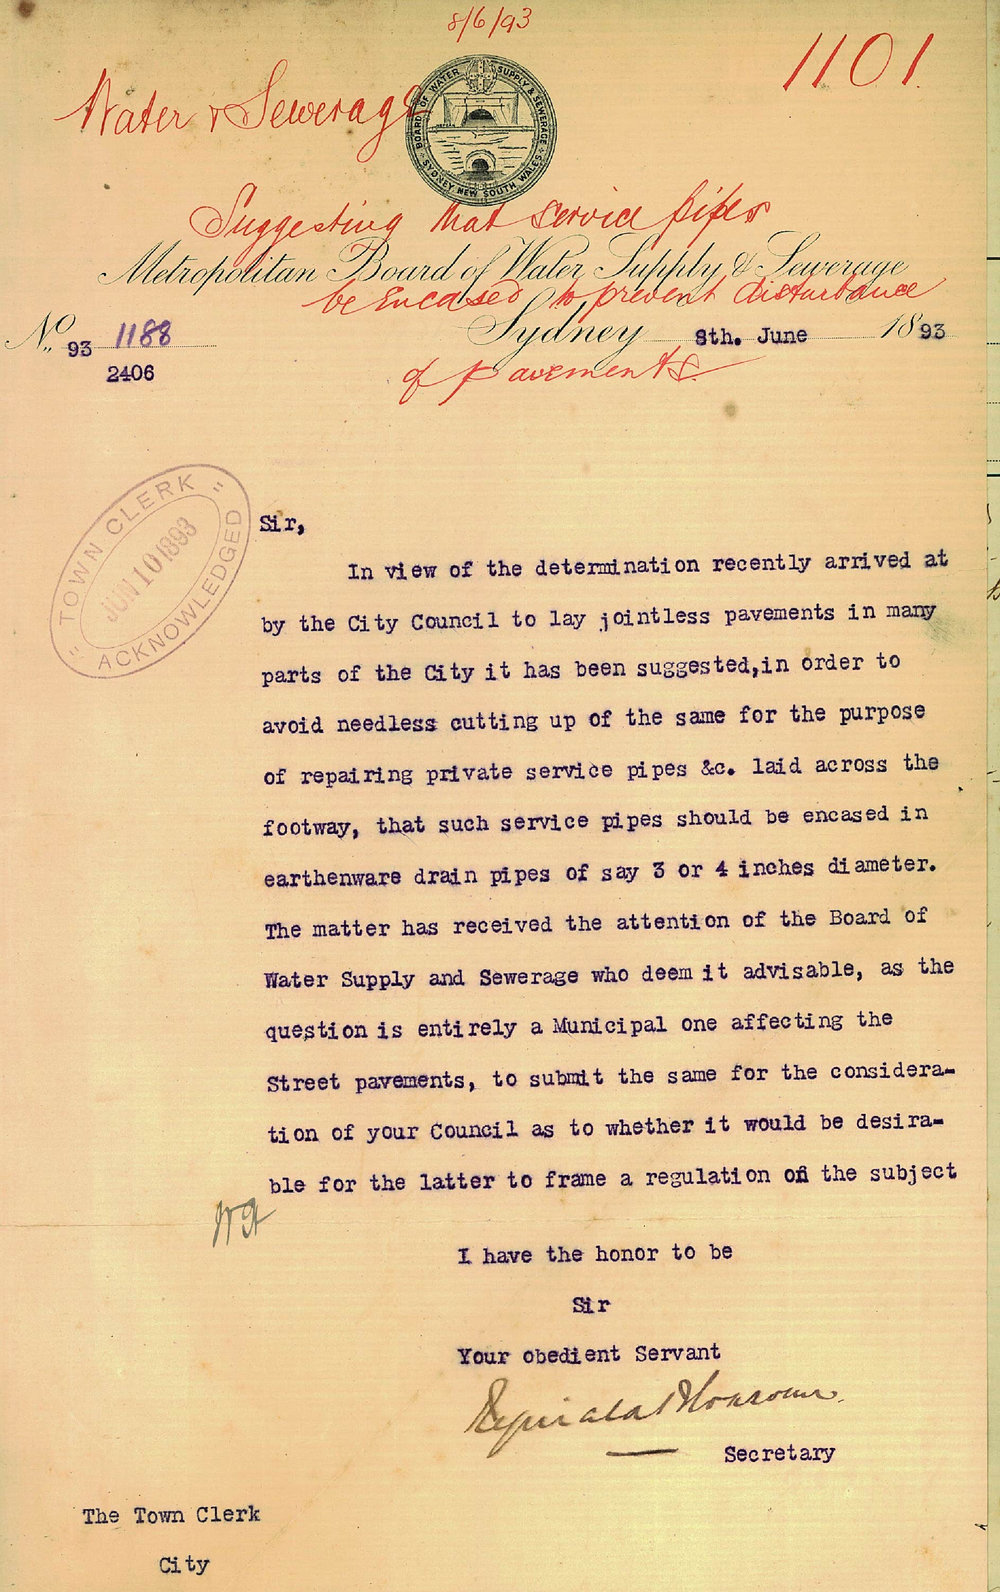 8/6/93
1101
Water & Sewerage
BOARD OF WATER SUPPLY & SEWERAGE
SYDNEY NEW SOUTH WALES
Suggesting that service pipes
Metropolitan Board of Water Supply & Sewerage
be encased to prevent disturbance
Sydney 8th. June 1893
No. 93 1188
2406
of pavements.
"TOWN CLERK"
JUN 10 1893
ACKNOWLEDGED
Sir,
In view of the determination recently arrived at
by the City Council to lay jointless pavements in many
parts of the City it has been suggested,in order to
avoid needless cutting up of the same for the purpose
of repairing private service pipes &c. laid across the
footway, that such service pipes should be encased in
earthenware drain pipes of say 3 or 4 inches diameter.
The matter has received the attention of the Board of
Water Supply and Sewerage who deem it advisable, as the
question is entirely a Municipal one affecting the
Street pavements, to submit the same for the considera-
tion of your Council as to whether it would be desira-
ble for the latter to frame a regulation on the subject
I have the honor to be
Sir
Your obedient Servant
Secretary
The Town Clerk
City